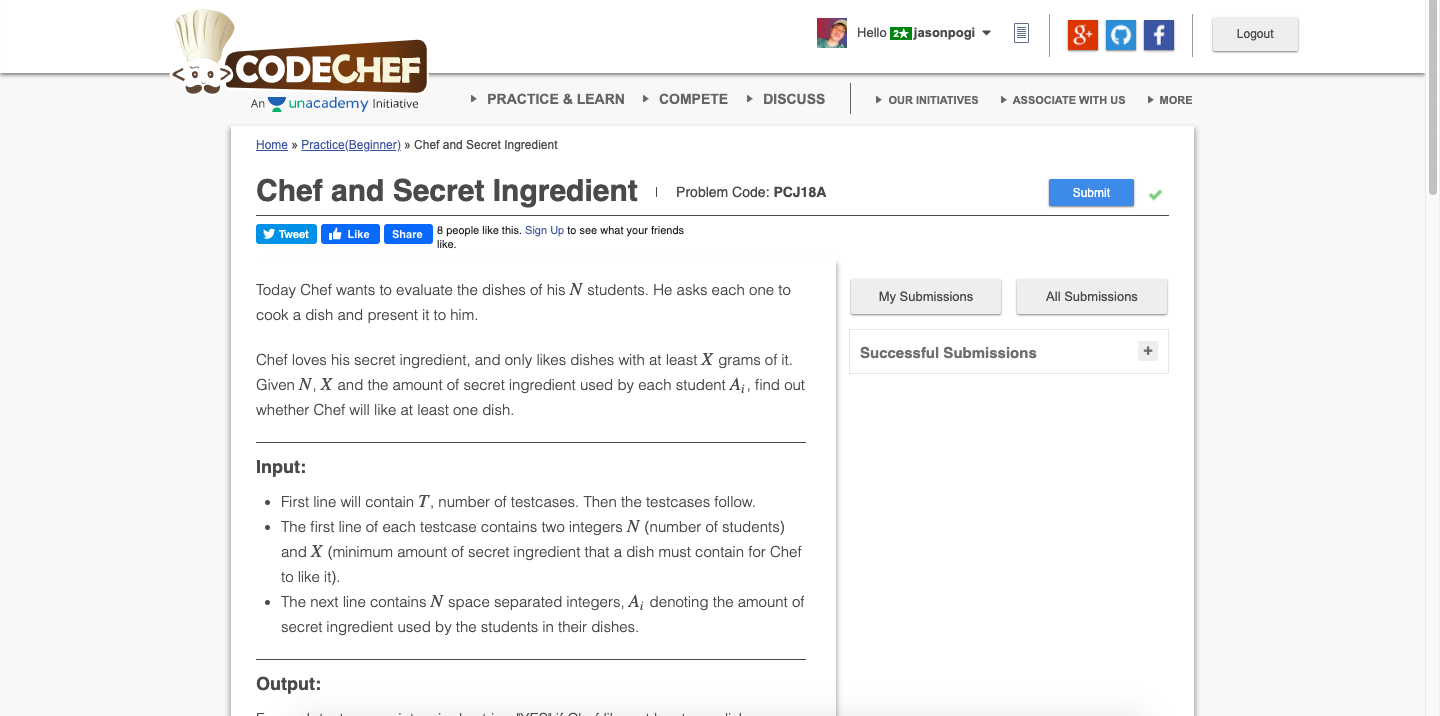 Hello 2★ jasonpogi
Logout
CODECHEF
An unacademy Initiative
PRACTICE & LEARN COMPETE DISCUSS OUR INITIATIVES ASSOCIATE WITH US MORE
Home » Practice(Beginner) » Chef and Secret Ingredient
Chef and Secret Ingredient | Problem Code: PCJ18A
Submit
Tweet Like Share 8 people like this. Sign Up to see what your friends
like.
Today Chef wants to evaluate the dishes of his N students. He asks each one to
cook a dish and present it to him.
Chef loves his secret ingredient, and only likes dishes with at least X grams of it.
Given N, X and the amount of secret ingredient used by each student Ai, find out
whether Chef will like at least one dish.
Input:
• First line will contain T, number of testcases. Then the testcases follow.
• The first line of each testcase contains two integers N (number of students)
and X (minimum amount of secret ingredient that a dish must contain for Chef
to like it).
• The next line contains N space separated integers, Ai denoting the amount of
secret ingredient used by the students in their dishes.
Output:
My Submissions All Submissions
Successful Submissions +